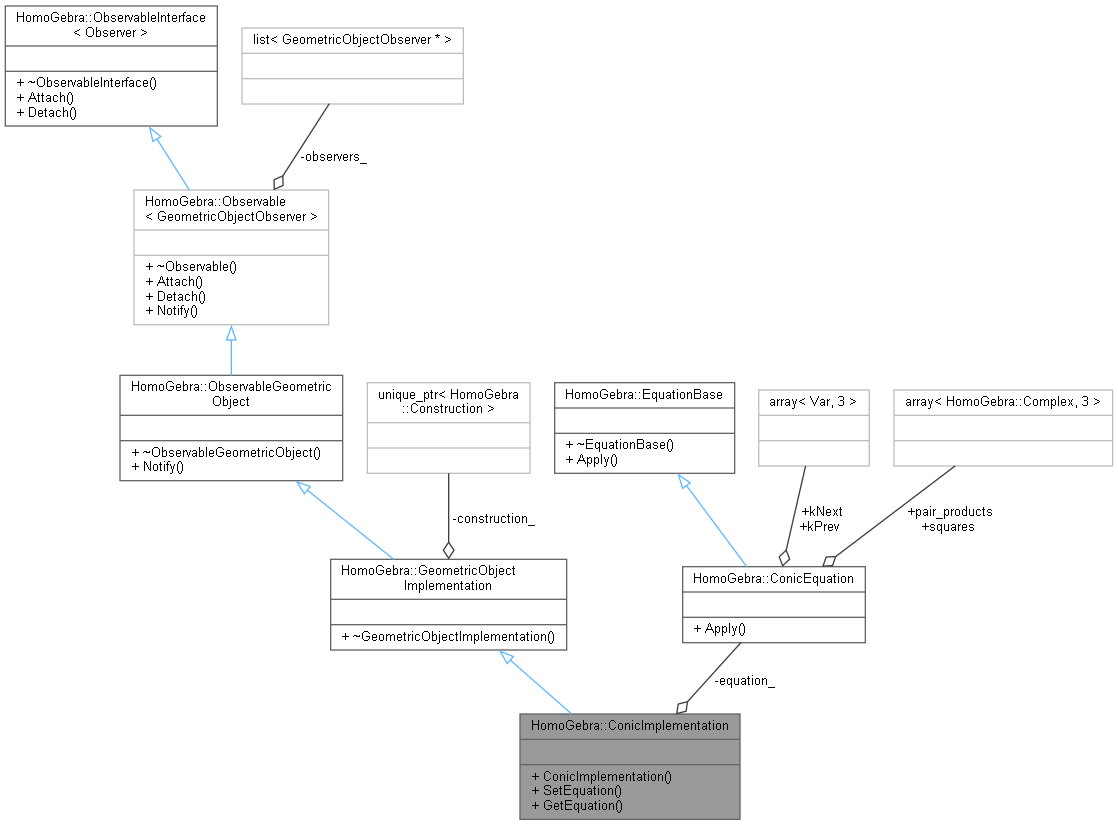 HomoGebra::ObservableInterface
< Observer >
+ ~ObservableInterface()
+ Attach()
+ Detach()
list< GeometricObjectObserver * >
-observers_
HomoGebra::Observable
< GeometricObjectObserver >
+ ~Observable()
+ Attach()
+ Detach()
+ Notify()
HomoGebra::ObservableGeometric
Object
+ ~ObservableGeometricObject()
+ Notify()
unique_ptr< HomoGebra
::Construction >
-construction_
HomoGebra::EquationBase
+ ~EquationBase()
+ Apply()
array< Var, 3 >
+kNext
+kPrev
array< HomoGebra::Complex, 3 >
+pair_products
+squares
HomoGebra::GeometricObject
Implementation
+ ~GeometricObjectImplementation()
HomoGebra::ConicEquation
+ Apply()
-equation_
HomoGebra::ConicImplementation
+ ConicImplementation()
+ SetEquation()
+ GetEquation()